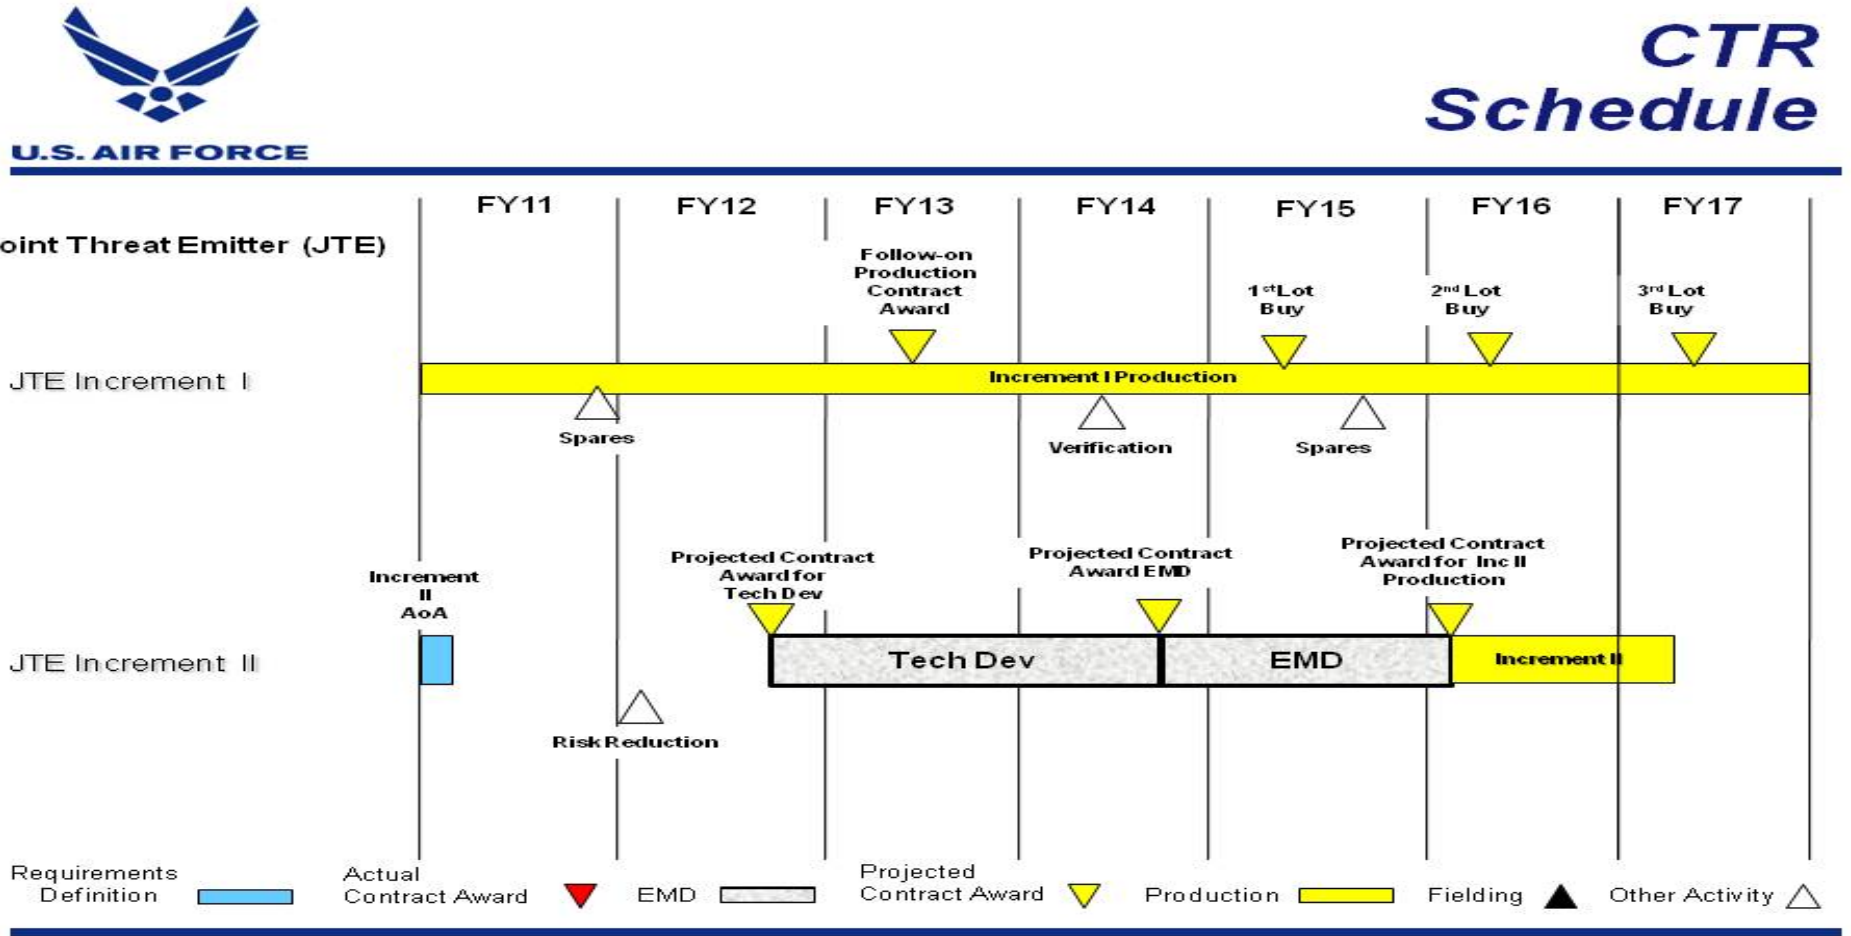 U.S. AIR FORCE
CTR
Schedule
FY11 FY12 FY13 FY14 FY15 FY16 FY17
oint Threat Emitter (JTE)
Follow-on
Production
Contract
Award
1st Lot
Buy
2nd Lot
Buy
3rd Lot
Buy
JTE Increment I
Increment I Production
Spares
Verification
Spares
Increment
II
AoA
Projected Contract
Award for
Tech Dev
Projected Contract
Award EMD
Projected Contract
Award for Inc II
Production
JTE Increment II
Tech Dev
EMD
Increment II
Risk Reduction
Requirements
Definition
Actual
Contract Award
EMD
Projected
Contract Award
Production
Fielding
Other Activity